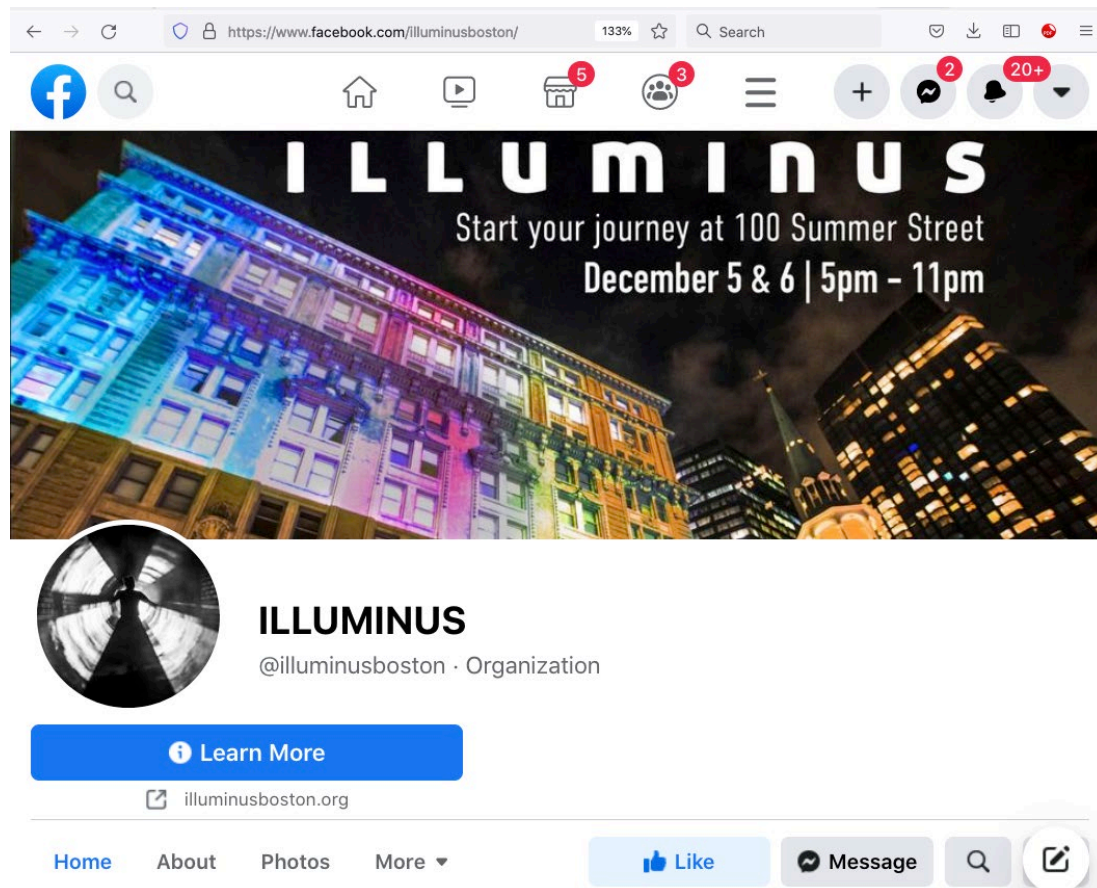 https://www.facebook.com/illuminusboston/
133%
Search
5
3
2
20+
ILLUMINUS
Start your journey at 100 Summer Street
December 5 & 6 | 5pm – 11pm
ILLUMINUS
@illuminusboston · Organization
Learn More
illuminusboston.org
Home About Photos More Like Message